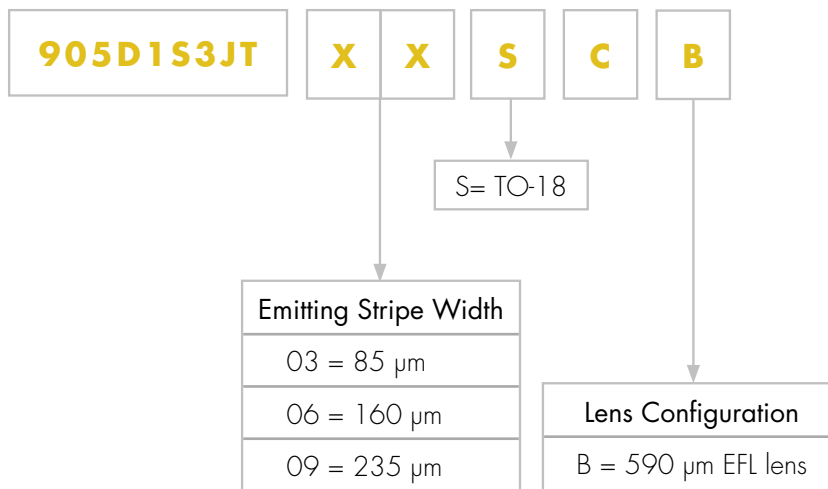 905D1S3JT X X S C B
S= TO-18
Emitting Stripe Width
03 = 85 µm
06 = 160 µm
09 = 235 µm
Lens Configuration
B = 590 µm EFL lens